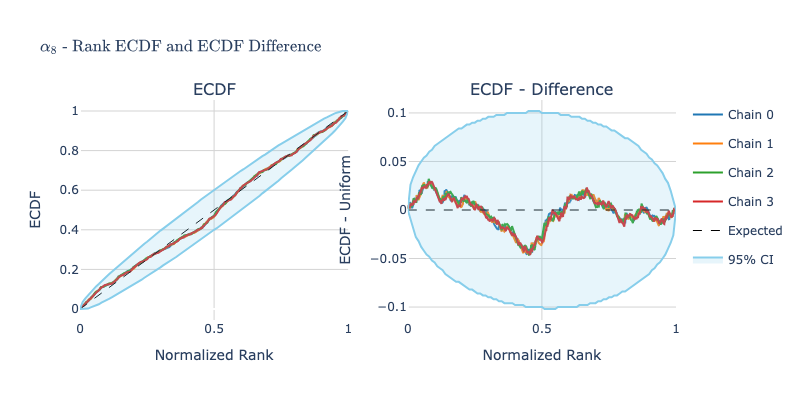 α₈ - Rank ECDF and ECDF Difference
ECDF
ECDF
1
0.8
0.6
0.4
0.2
0
0
0.5
1
Normalized Rank
ECDF - Difference
ECDF - Uniform
0.1
0.05
0
−0.05
−0.1
0
0.5
1
Normalized Rank
Chain 0
Chain 1
Chain 2
Chain 3
Expected
95% CI